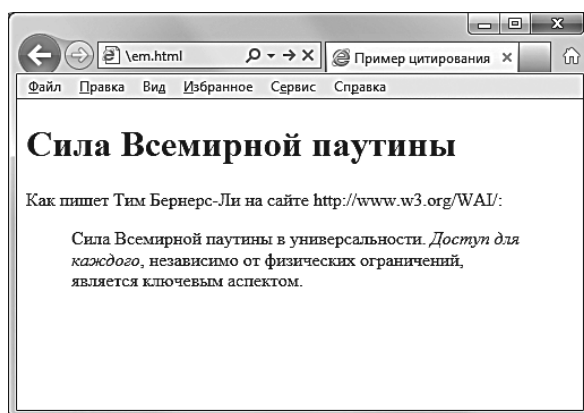 \em.html
Пример цитирования
Файл Правка Вид Избранное Сервис Справка
Сила Всемирной паутины
Как пишет Тим Бернерс-Ли на сайте http://www.w3.org/WAI/:
Сила Всемирной паутины в универсальности. Доступ для
каждого, независимо от физических ограничений,
является ключевым аспектом.